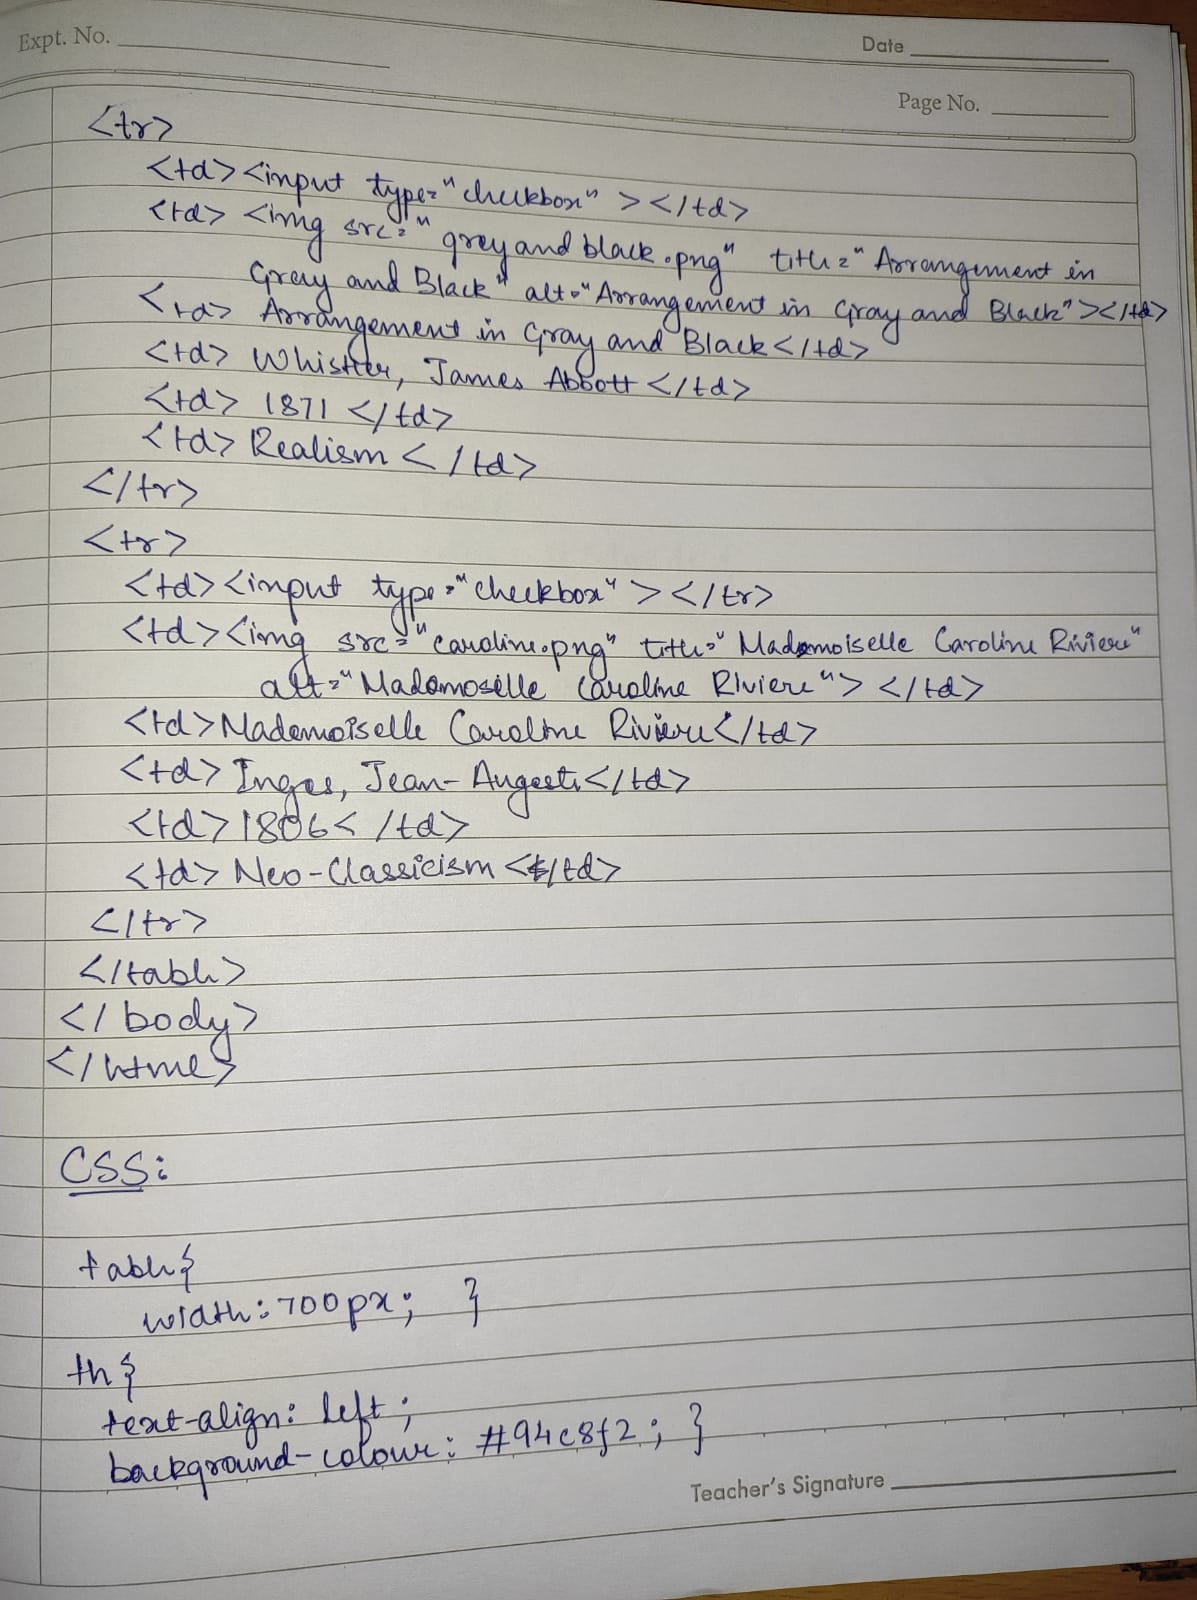 Expt. No.
Date
Page No.
<tr>
<td><input type="checkbox"></td>
<td> <img src="greyandblack.png" title="Arrangement in
Gray and Black" alt="Arrangement in Gray and Black"></td>
<td> Arrangement in Gray and Black</td>
<td> Whistler, James Abbott </td>
<td> 1871 </td>
<td> Realism </td>
</tr>
<tr>
<td><input type="checkbox"></tr>
<td><img src="caroline.png" title="Mademoiselle Caroline Riviere"
alt="Mademoselle Caroline Riviere"> </td>
<td>Mademoiselle Caroline Riviere</td>
<td> Inges, Jean-Augeste</td>
<td>1806</td>
<td> Neo-Classicism </td>
</tr>
</table>
</body>
</html>
CSS:
table{
width:700px; }
th{
text-align: left;
background-colour: #94c8f2; }
Teacher's Signature